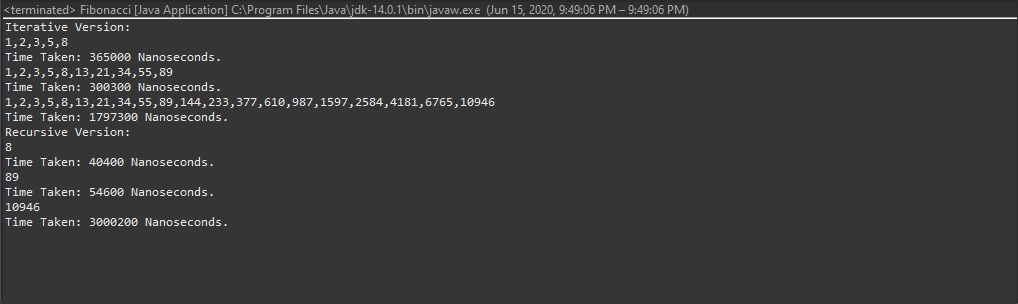 <terminated> Fibonacci [Java Application] C:\Program Files\Java\jdk-14.0.1\bin\javaw.exe (Jun 15, 2020, 9:49:06 PM – 9:49:06 PM)
Iterative Version:
1,2,3,5,8
Time Taken: 365000 Nanoseconds.
1,2,3,5,8,13,21,34,55,89
Time Taken: 300300 Nanoseconds.
1,2,3,5,8,13,21,34,55,89,144,233,377,610,987,1597,2584,4181,6765,10946
Time Taken: 1797300 Nanoseconds.
Recursive Version:
8
Time Taken: 40400 Nanoseconds.
89
Time Taken: 54600 Nanoseconds.
10946
Time Taken: 3000200 Nanoseconds.